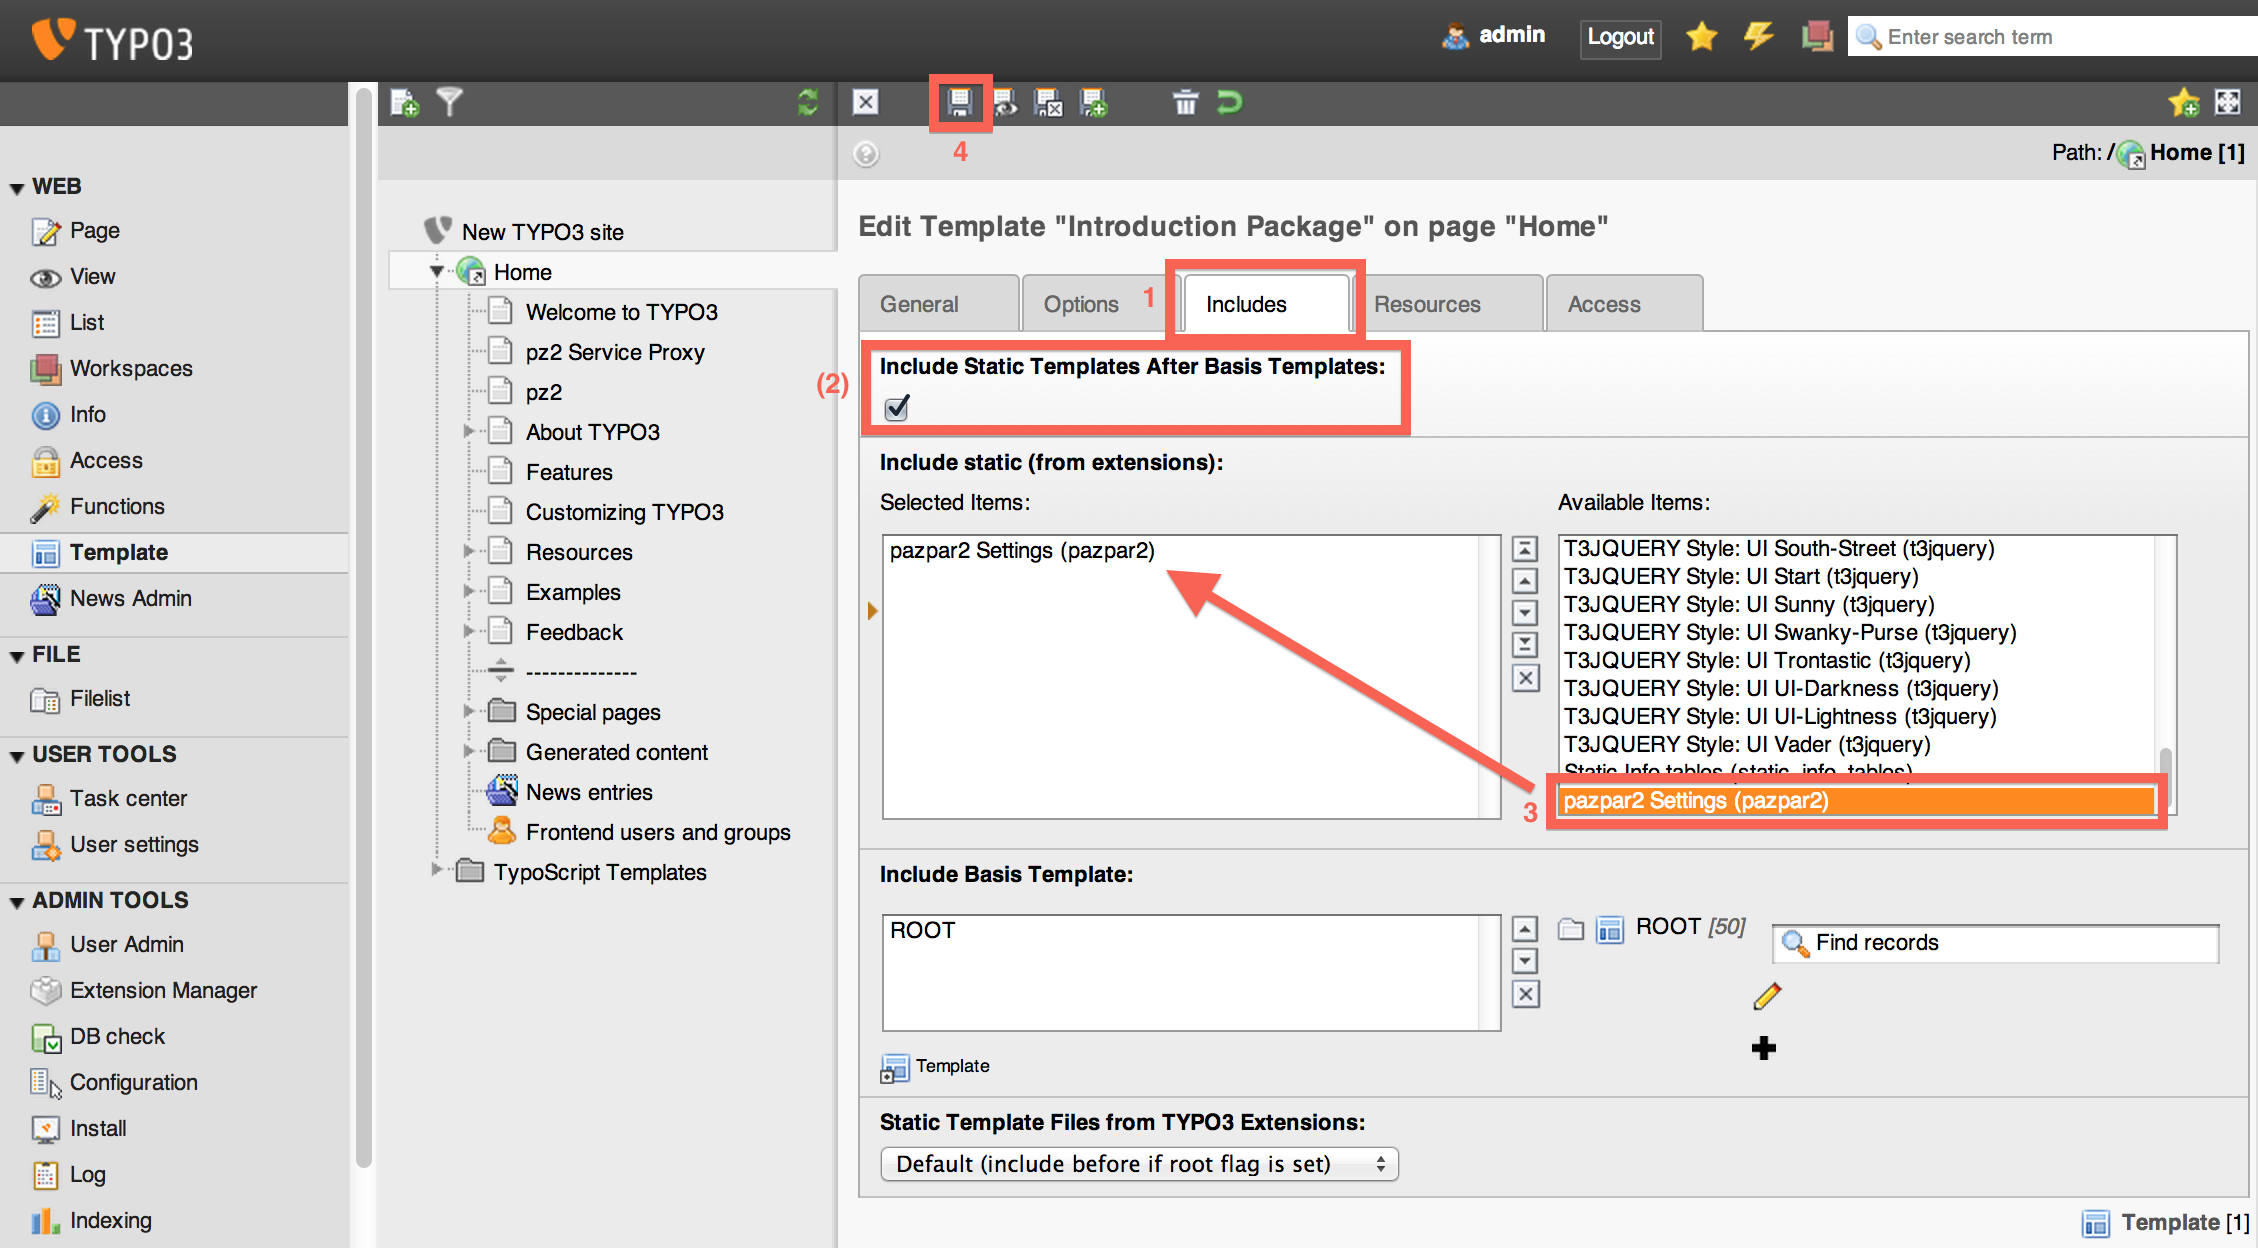 TYPO3
admin
Logout
Enter search term
4
Path: / Home [1]
WEB
Page
View
List
Workspaces
Info
Access
Functions
Template
News Admin
FILE
Filelist
USER TOOLS
Task center
User settings
ADMIN TOOLS
User Admin
Extension Manager
DB check
Configuration
Install
Log
Indexing
New TYPO3 site
Home
Welcome to TYPO3
pz2 Service Proxy
pz2
About TYPO3
Features
Customizing TYPO3
Resources
Examples
Feedback
--------------
Special pages
Generated content
News entries
Frontend users and groups
TypoScript Templates
Edit Template "Introduction Package" on page "Home"
General
Options
1
Includes
Resources
Access
(2)
Include Static Templates After Basis Templates:
Include static (from extensions):
Selected Items:
Available Items:
pazpar2 Settings (pazpar2)
T3JQUERY Style: UI South-Street (t3jquery)
T3JQUERY Style: UI Start (t3jquery)
T3JQUERY Style: UI Sunny (t3jquery)
T3JQUERY Style: UI Swanky-Purse (t3jquery)
T3JQUERY Style: UI Trontastic (t3jquery)
T3JQUERY Style: UI UI-Darkness (t3jquery)
T3JQUERY Style: UI UI-Lightness (t3jquery)
T3JQUERY Style: UI Vader (t3jquery)
Static Info tables (static_info_tables)
3
pazpar2 Settings (pazpar2)
Include Basis Template:
ROOT
ROOT [50]
Find records
Template
Static Template Files from TYPO3 Extensions:
Default (include before if root flag is set)
Template [1]